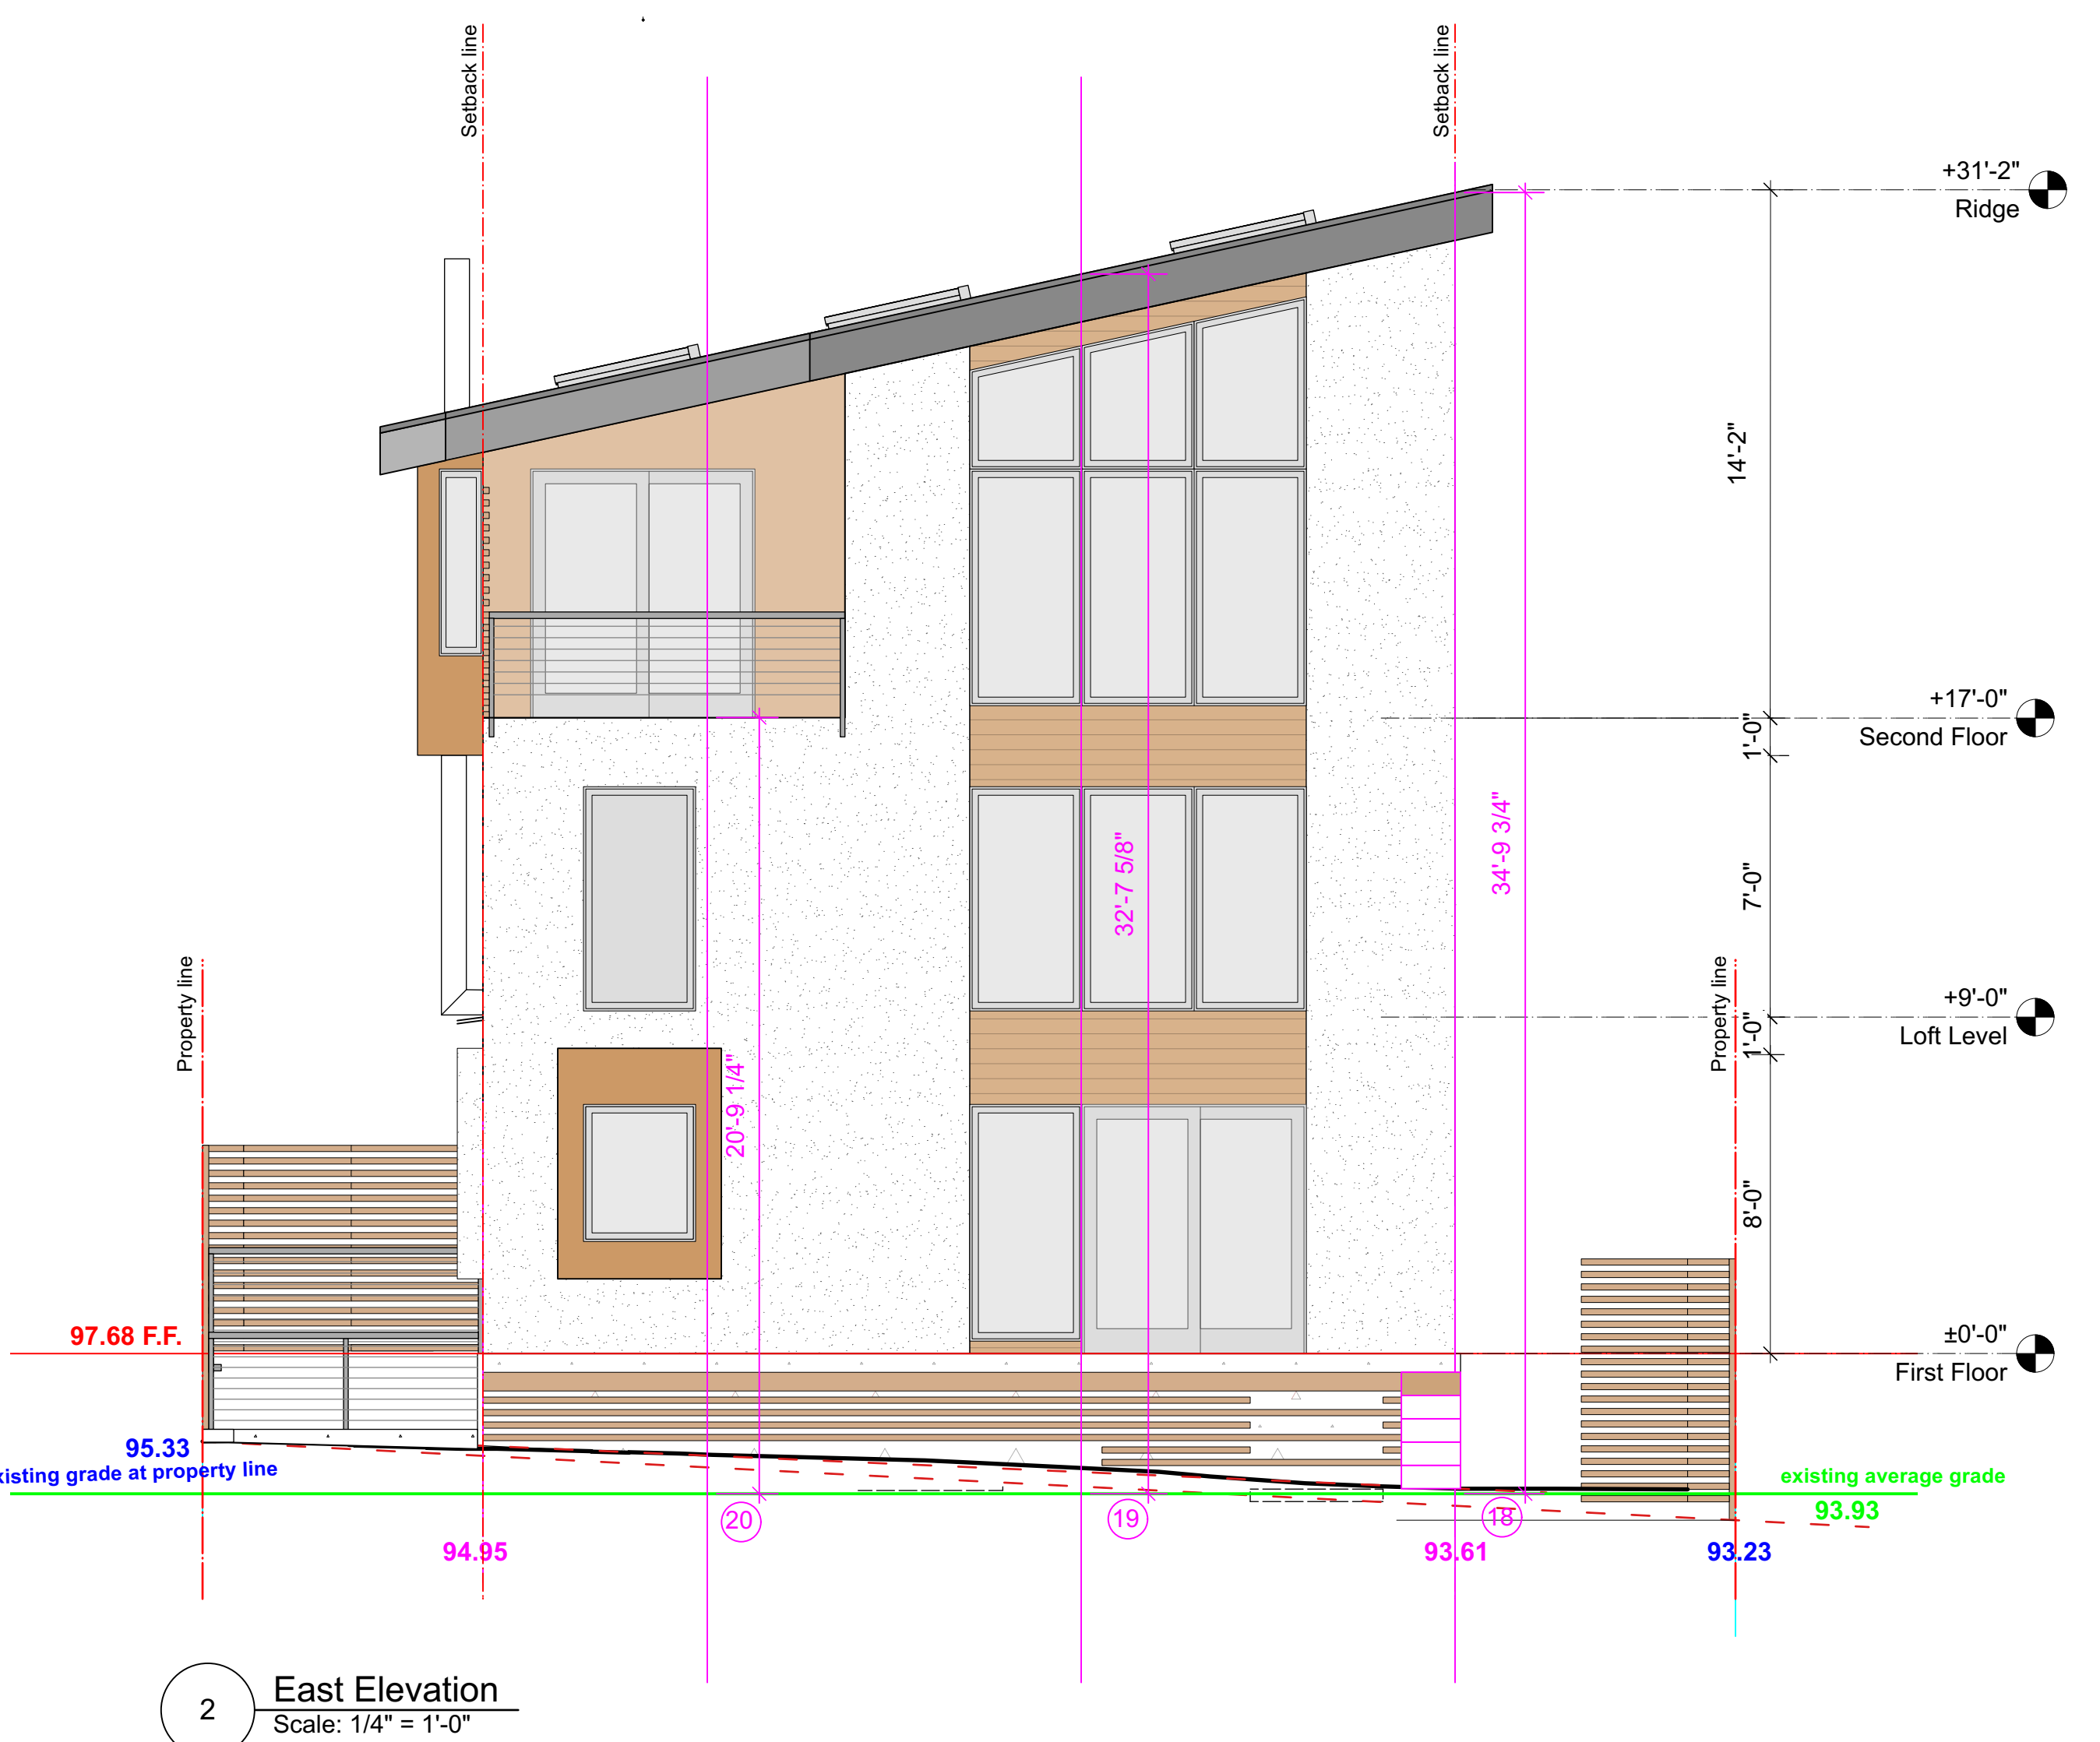 Setback line
Setback line
+31'-2"
Ridge
14'-2"
+17'-0"
Second Floor
1'-0"
34'-9 3/4"
32'-7 5/8"
7'-0"
Property line
Property line
+9'-0"
Loft Level
1'-0"
20'-9 1/4"
8'-0"
97.68 F.F.
±0'-0"
First Floor
95.33
xisting grade at property line
existing average grade
93.93
20
19
18
94.95
93.61
93.23
2
East Elevation
Scale: 1/4" = 1'-0"